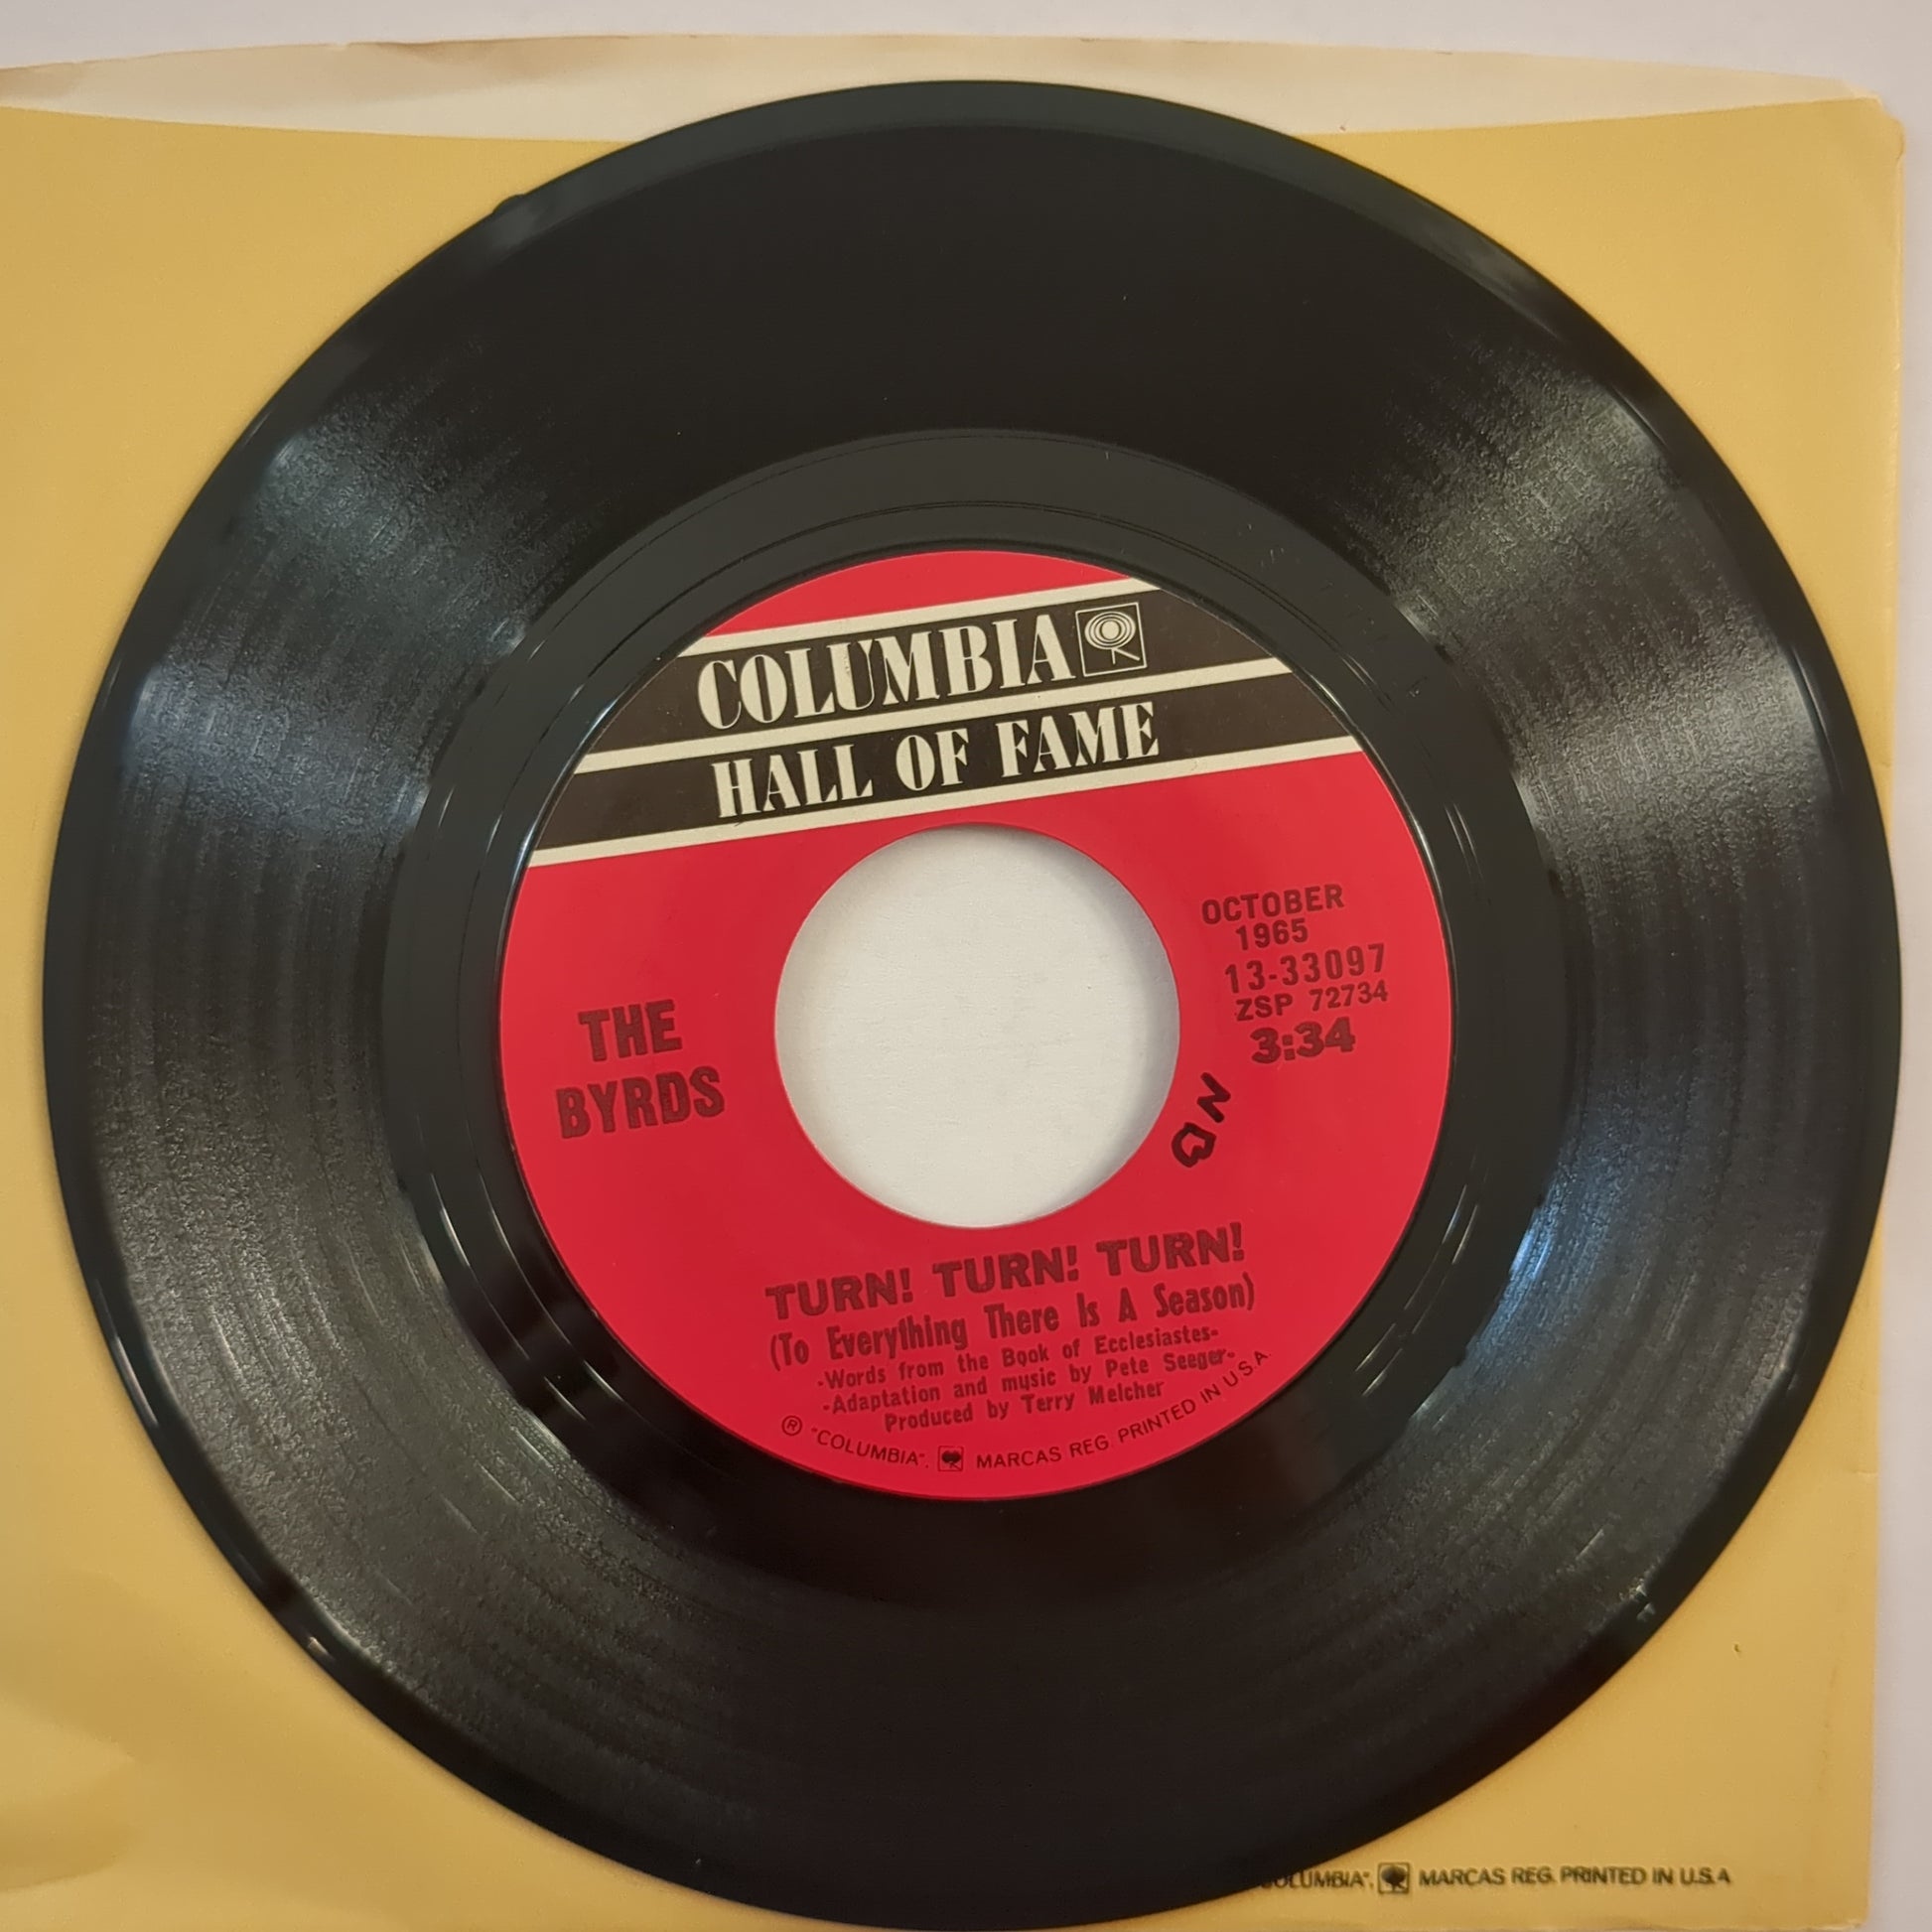 COLUMBIA
HALL OF FAME
THE
BYRDS
OCTOBER
1965
13-33097
ZSP 72734
3:34
TURN! TURN! TURN!
(To Everything There Is A Season)
-Words from the Book of Ecclesiastes-
-Adaptation and music by Pete Seeger-
Produced by Terry Melcher
® "COLUMBIA", MARCAS REG. PRINTED IN U.S.A.
COLUMBIA", MARCAS REG. PRINTED IN U.S.A